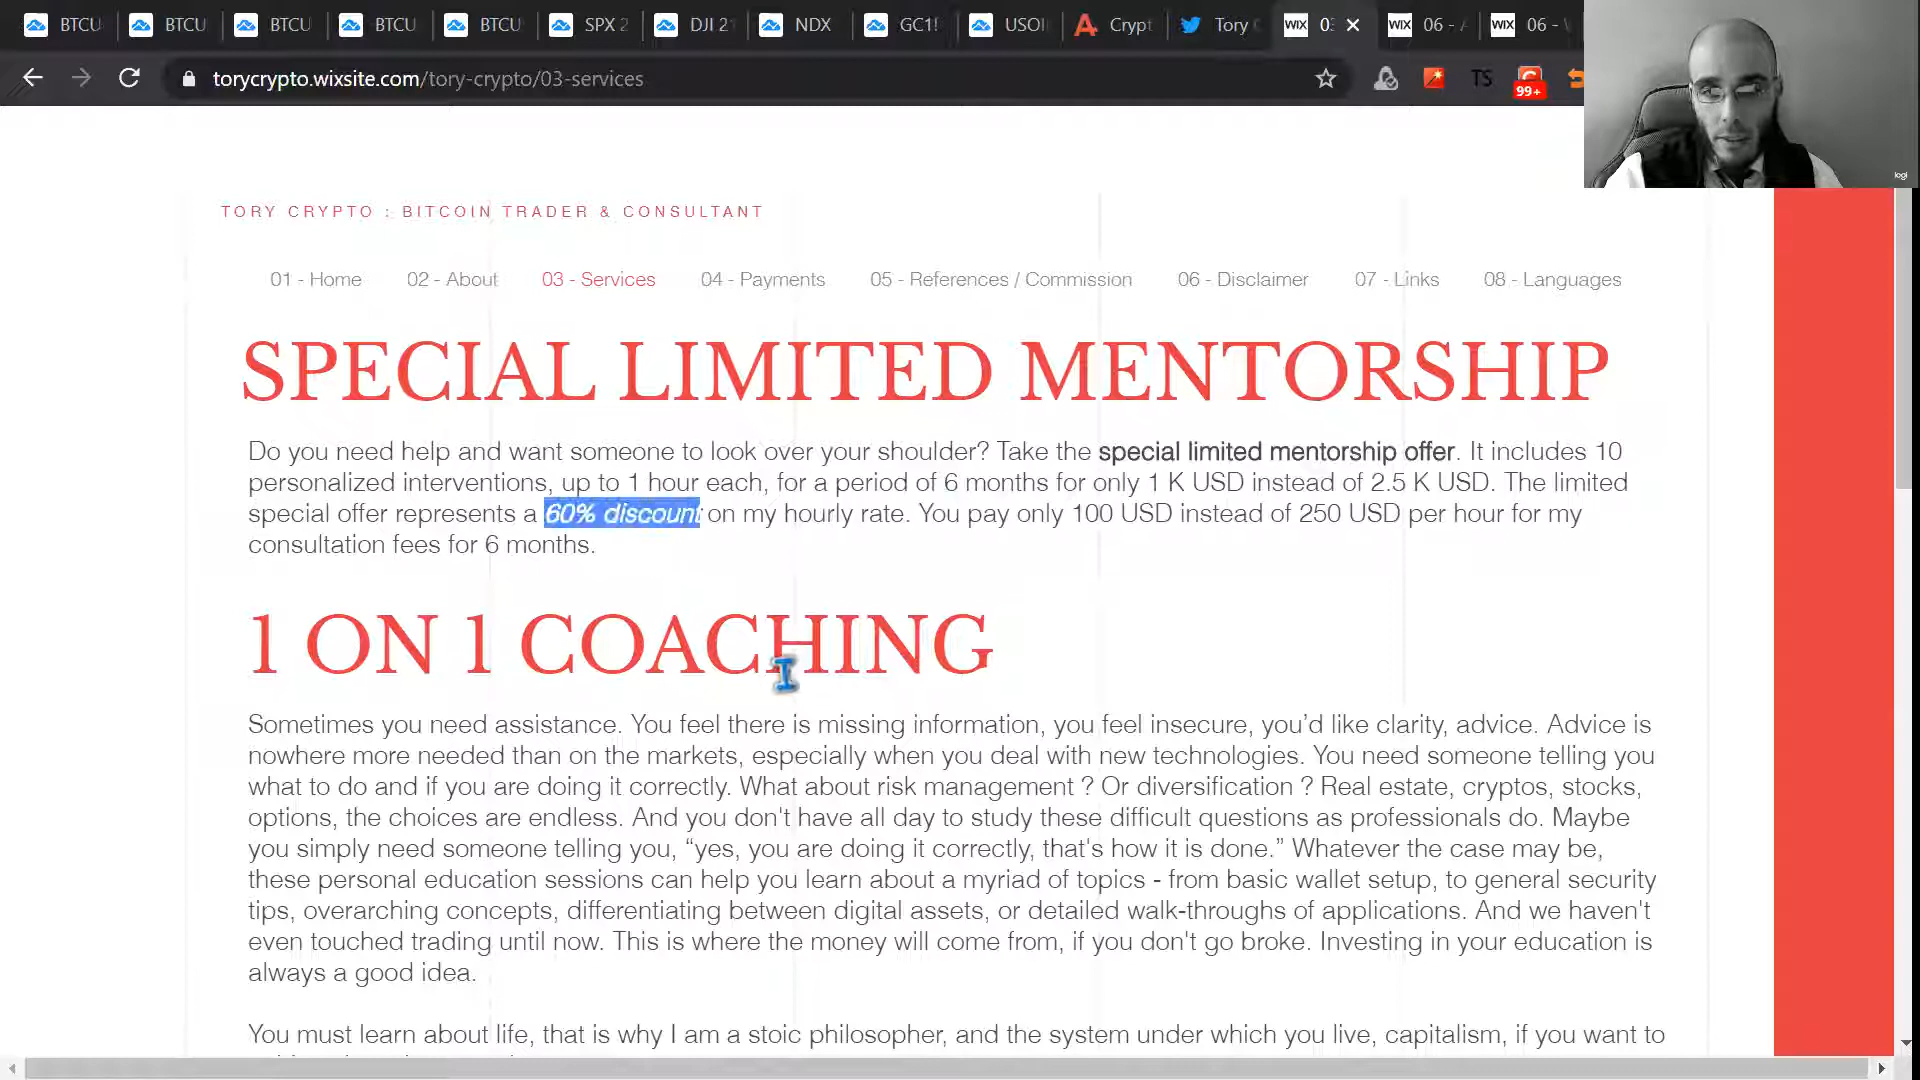 BTCU BTCU BTCU BTCU BTCU SPX 2 DJI 2 NDX GC1! USOI Crypt Tory WIX 03 WIX 06 - WIX 06 -
torycrypto.wixsite.com/tory-crypto/03-services TS 99+
logi
TORY CRYPTO : BITCOIN TRADER & CONSULTANT
01 - Home 02 - About 03 - Services 04 - Payments 05 - References / Commission 06 - Disclaimer 07 - Links 08 - Languages
SPECIAL LIMITED MENTORSHIP
Do you need help and want someone to look over your shoulder? Take the special limited mentorship offer. It includes 10
personalized interventions, up to 1 hour each, for a period of 6 months for only 1 K USD instead of 2.5 K USD. The limited
special offer represents a 60% discount on my hourly rate. You pay only 100 USD instead of 250 USD per hour for my
consultation fees for 6 months.
1 ON 1 COACHING
Sometimes you need assistance. You feel there is missing information, you feel insecure, you’d like clarity, advice. Advice is
nowhere more needed than on the markets, especially when you deal with new technologies. You need someone telling you
what to do and if you are doing it correctly. What about risk management ? Or diversification ? Real estate, cryptos, stocks,
options, the choices are endless. And you don't have all day to study these difficult questions as professionals do. Maybe
you simply need someone telling you, “yes, you are doing it correctly, that's how it is done.” Whatever the case may be,
these personal education sessions can help you learn about a myriad of topics - from basic wallet setup, to general security
tips, overarching concepts, differentiating between digital assets, or detailed walk-throughs of applications. And we haven't
even touched trading until now. This is where the money will come from, if you don't go broke. Investing in your education is
always a good idea.
You must learn about life, that is why I am a stoic philosopher, and the system under which you live, capitalism, if you want to